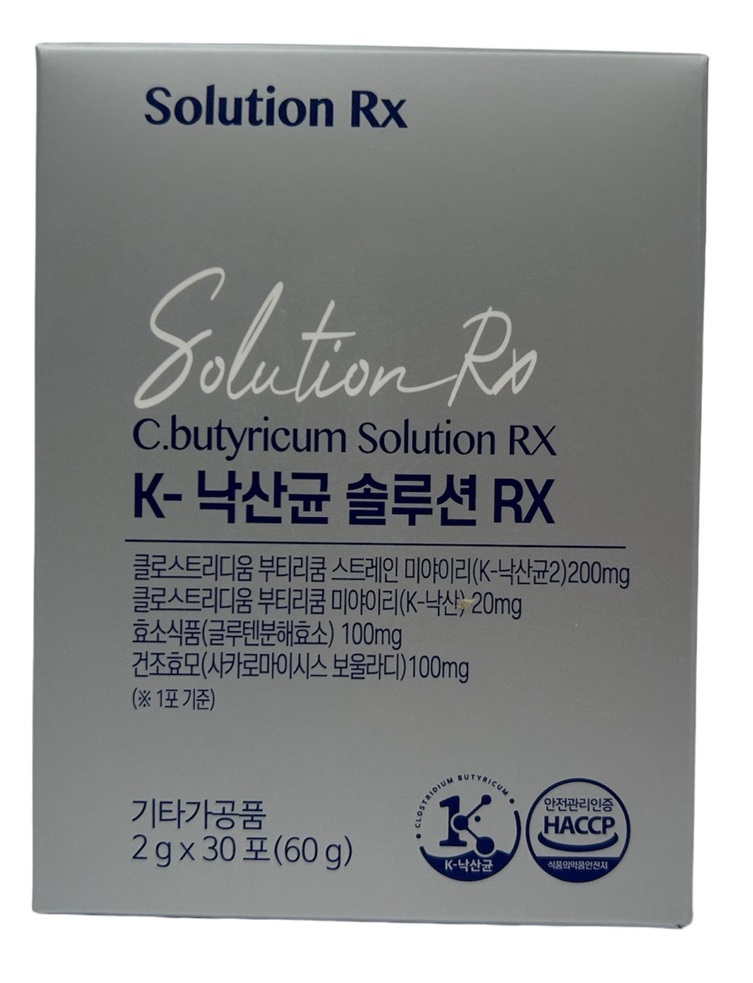 Solution Rx
Solution Rx
C.butyricum Solution RX
K- 낙산균 솔루션 RX
클로스트리디움 부티리쿰 스트레인 미야이리(K-낙산균2)200mg
클로스트리디움 부티리쿰 미야이리(K-낙산) 20mg
효소식품(글루텐분해효소) 100mg
건조효모(사카로마이시스 보울라디)100mg
(※ 1포 기준)
기타가공품
2 g x 30 포 (60 g)
CLOSTRIDIUM BUTYRICUM
K
K-낙산균
안전관리인증
HACCP
식품의약품안전처